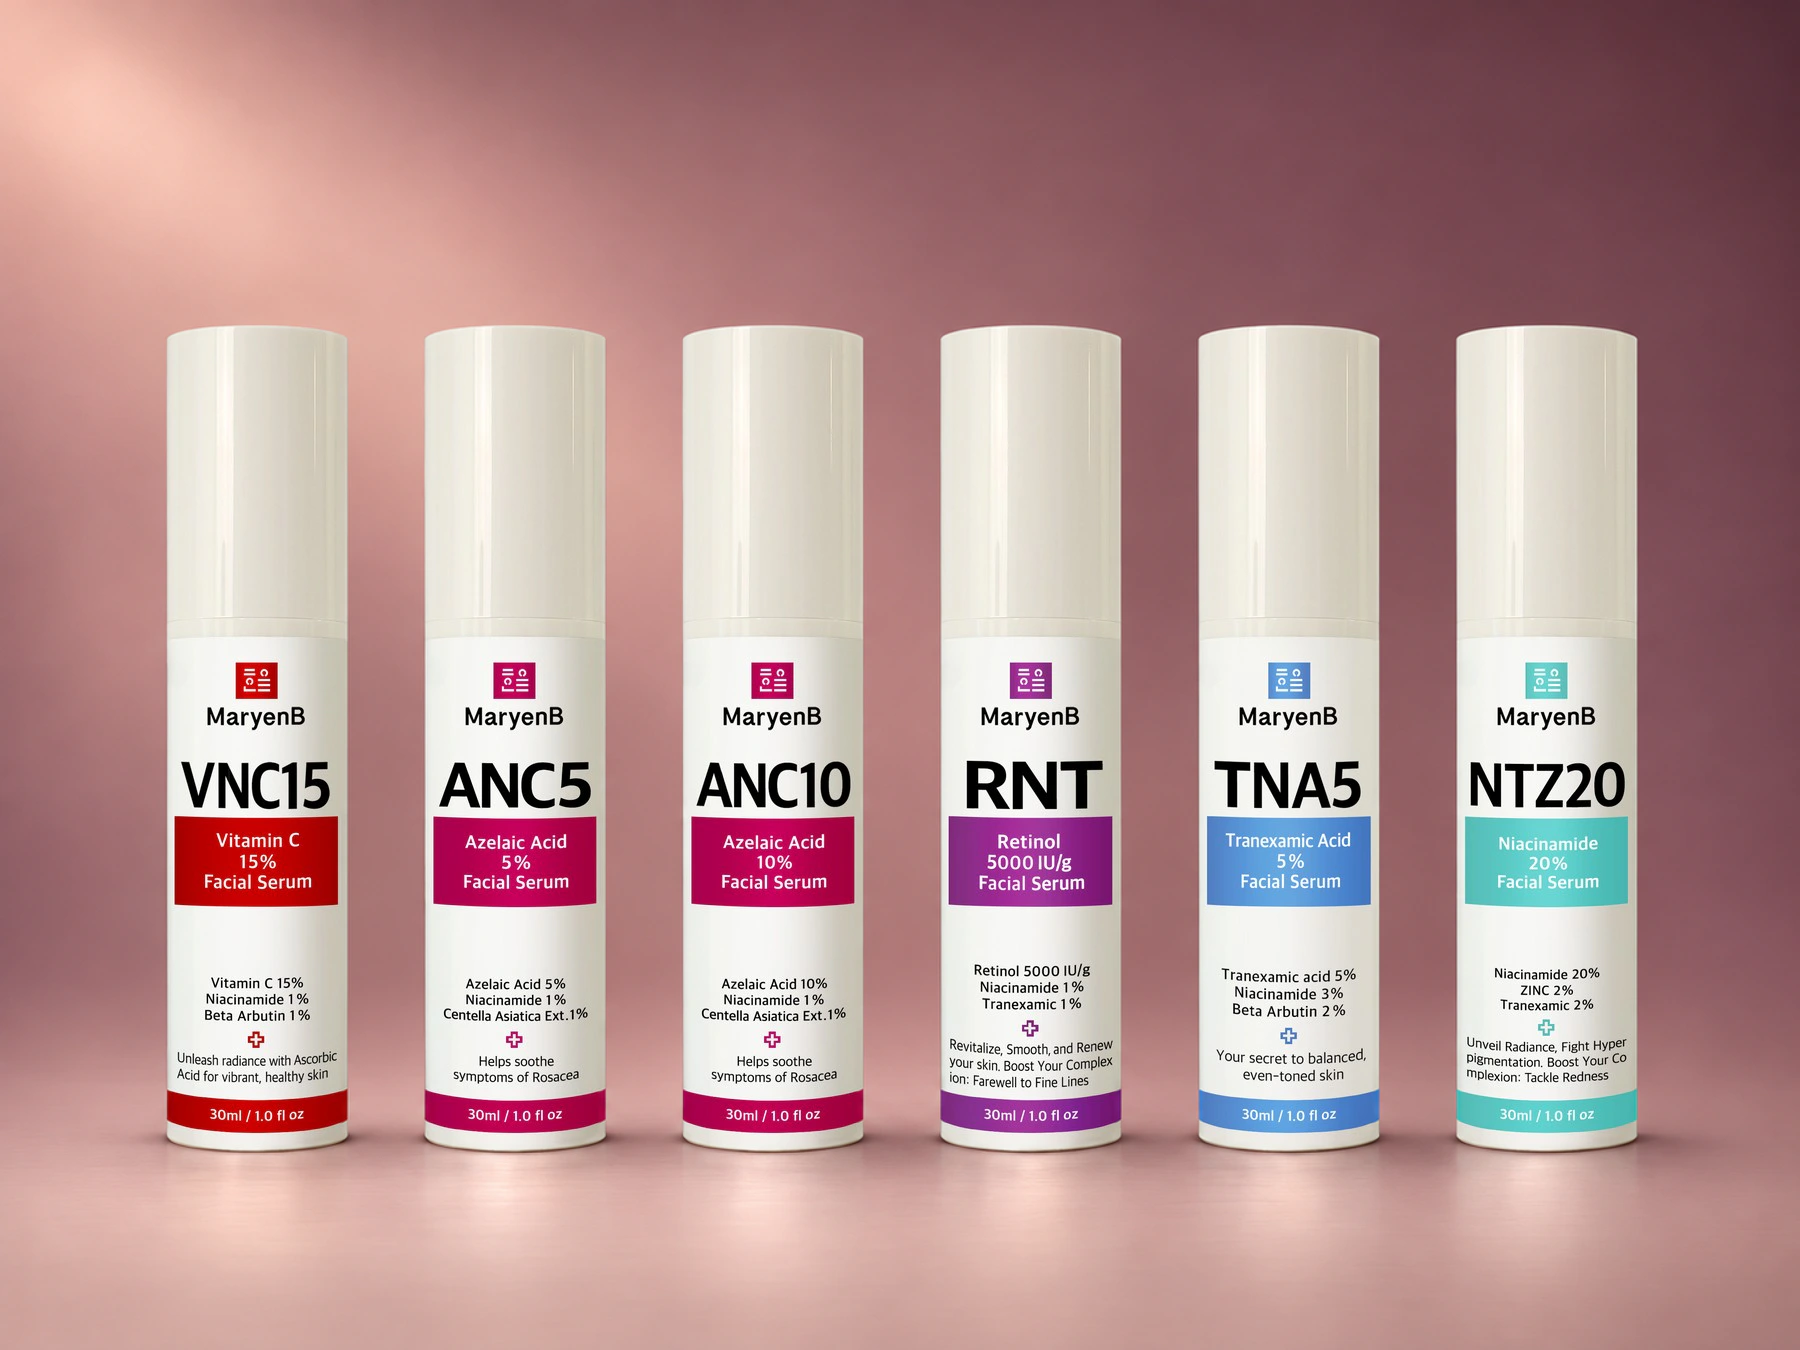 MaryenB
VNC15
Vitamin C
15%
Facial Serum
Vitamin C 15%
Niacinamide 1%
Beta Arbutin 1%
Unleash radiance with Ascorbic
Acid for vibrant, healthy skin
30ml / 1.0 fl oz
MaryenB
ANC5
Azelaic Acid
5%
Facial Serum
Azelaic Acid 5%
Niacinamide 1%
Centella Asiatica Ext.1%
Helps soothe
symptoms of Rosacea
30ml / 1.0 fl oz
MaryenB
ANC10
Azelaic Acid
10%
Facial Serum
Azelaic Acid 10%
Niacinamide 1%
Centella Asiatica Ext.1%
Helps soothe
symptoms of Rosacea
30ml / 1.0 fl oz
MaryenB
RNT
Retinol
5000 IU/g
Facial Serum
Retinol 5000 IU/g
Niacinamide 1%
Tranexamic 1%
Revitalize, Smooth, and Renew
your skin. Boost Your Complex
ion: Farewell to Fine Lines
30ml / 1.0 fl oz
MaryenB
TNA5
Tranexamic Acid
5%
Facial Serum
Tranexamic acid 5%
Niacinamide 3%
Beta Arbutin 2%
Your secret to balanced,
even-toned skin
30ml / 1.0 fl oz
MaryenB
NTZ20
Niacinamide
20%
Facial Serum
Niacinamide 20%
ZINC 2%
Tranexamic 2%
Unveil Radiance, Fight Hyper
pigmentation. Boost Your Co
mplexion: Tackle Redness
30ml / 1.0 fl oz